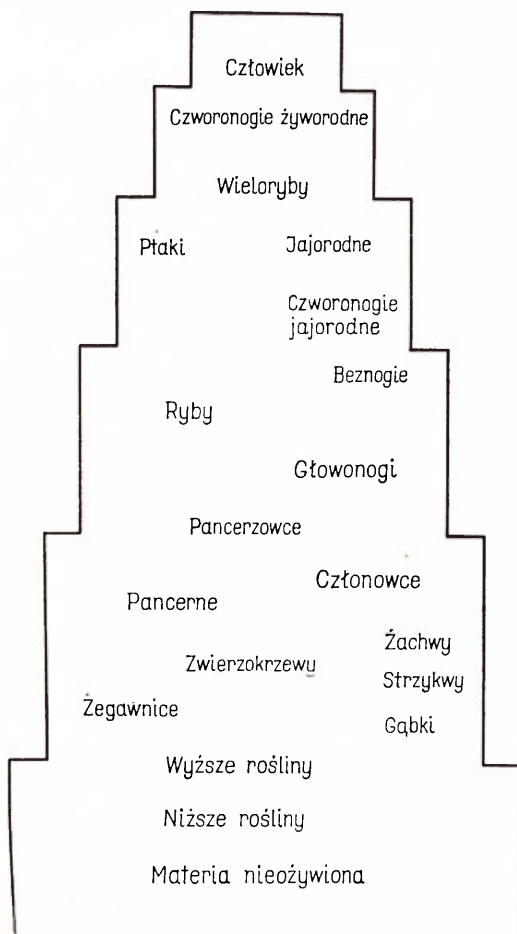 Człowiek
Czworonogie żyworodne
Wieloryby
Ptaki
Jajorodne
Czworonogie
jajorodne
Beznogie
Ryby
Głowonogi
Pancerzowce
Członowce
Pancerne
Żachwy
Zwierzokrzewy
Strzykwy
Żegawnice
Gąbki
Wyższe rośliny
Niższe rośliny
Materia nieożywiona